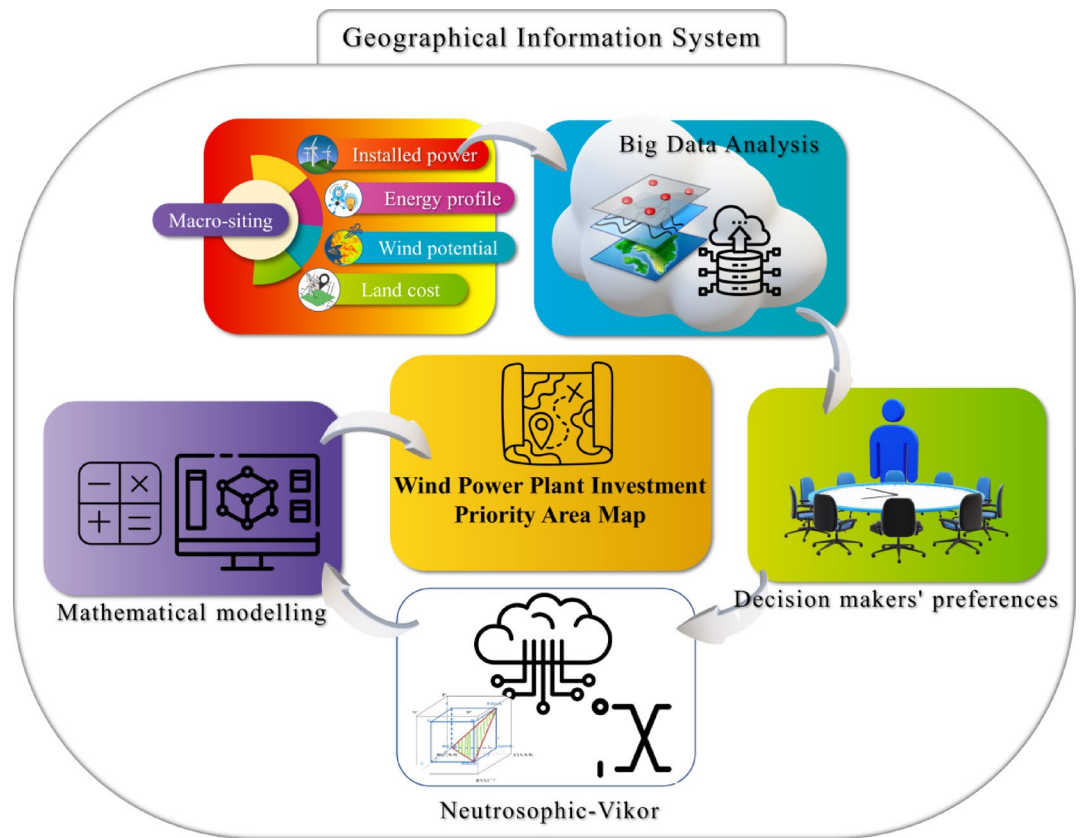 Geographical Information System
Installed power
Energy profile
Macro-siting
Wind potential
Land cost
Big Data Analysis
Wind Power Plant Investment
Priority Area Map
Mathematical modelling
Decision makers' preferences
Neutrosophic-Vikor